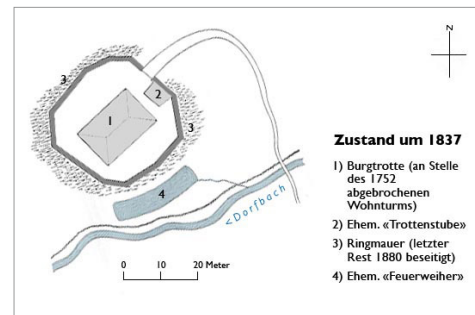 N
3
2
1
3
4
<Dorfbach
0 10 20 Meter
Zustand um 1837
1) Burgtrotte (an Stelle
des 1752
abgebrochenen
Wohnturms)
2) Ehem. «Trottenstube»
3) Ringmauer (letzter
Rest 1880 beseitigt)
4) Ehem. «Feuerweiher»